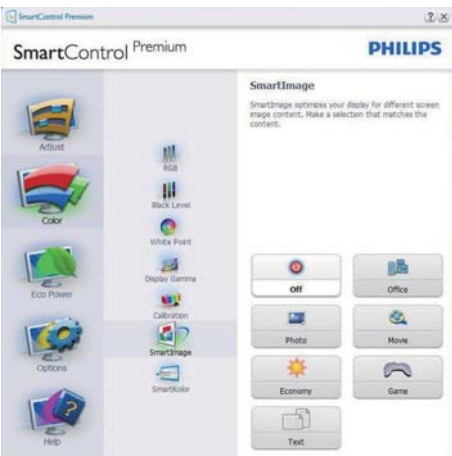 SmartControl Premium
SmartControl Premium
PHILIPS
Adjust
Color
Eco Power
Options
Help
RGB
Black Level
White Point
Display Gamma
Calibration
SmartImage
SmartKolor
SmartImage
SmartImage optimizes your display for different screen
image content. Make a selection that matches the
content.
Off
Office
Photo
Movie
Economy
Game
Text